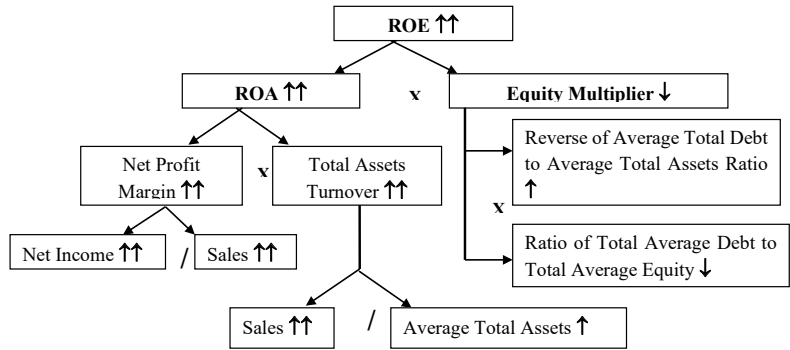 ROE ↑↑
ROA ↑↑
x
Equity Multiplier ↓
Net Profit
Margin ↑↑
x
Total Assets
Turnover ↑↑
Reverse of Average Total Debt
to Average Total Assets Ratio
↑
x
Net Income ↑↑
/
Sales ↑↑
Ratio of Total Average Debt to
Total Average Equity ↓
Sales ↑↑
/
Average Total Assets ↑